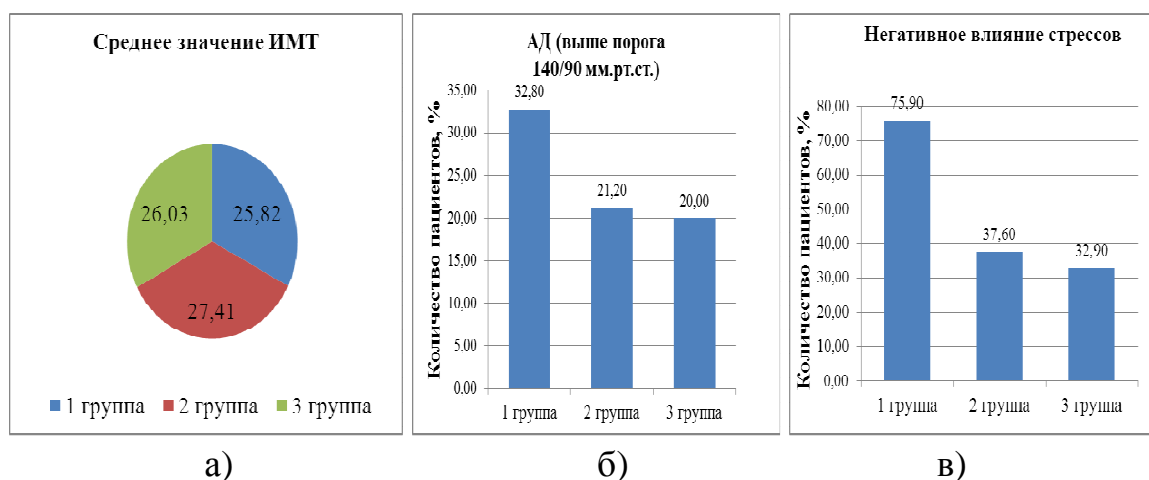 Среднее значение ИМТ
26,03
25,82
27,41
1 группа 2 группа 3 группа
а)
АД (выше порога
140/90 мм.рт.ст.)
Количество пациентов, %
35,00
30,00
25,00
20,00
15,00
10,00
5,00
0,00
32,80
21,20
20,00
1 группа 2 группа 3 группа
б)
Негативное влияние стрессов
Количество пациентов, %
80,00
70,00
60,00
50,00
40,00
30,00
20,00
10,00
0,00
75,90
37,60
32,90
1 группа 2 группа 3 группа
в)